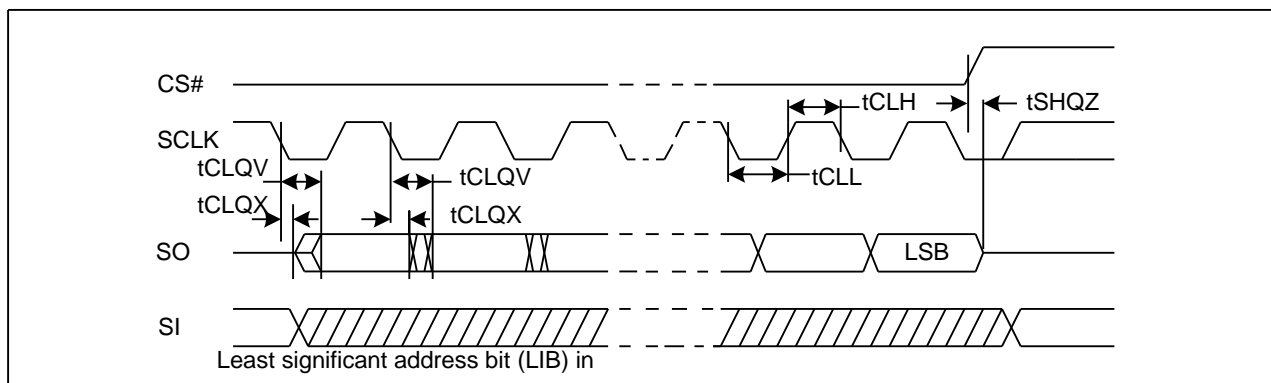 CS#
tCLH
tSHQZ
SCLK
tCLQV
tCLQV
tCLL
tCLQX
tCLQX
SO
LSB
SI
Least significant address bit (LIB) in